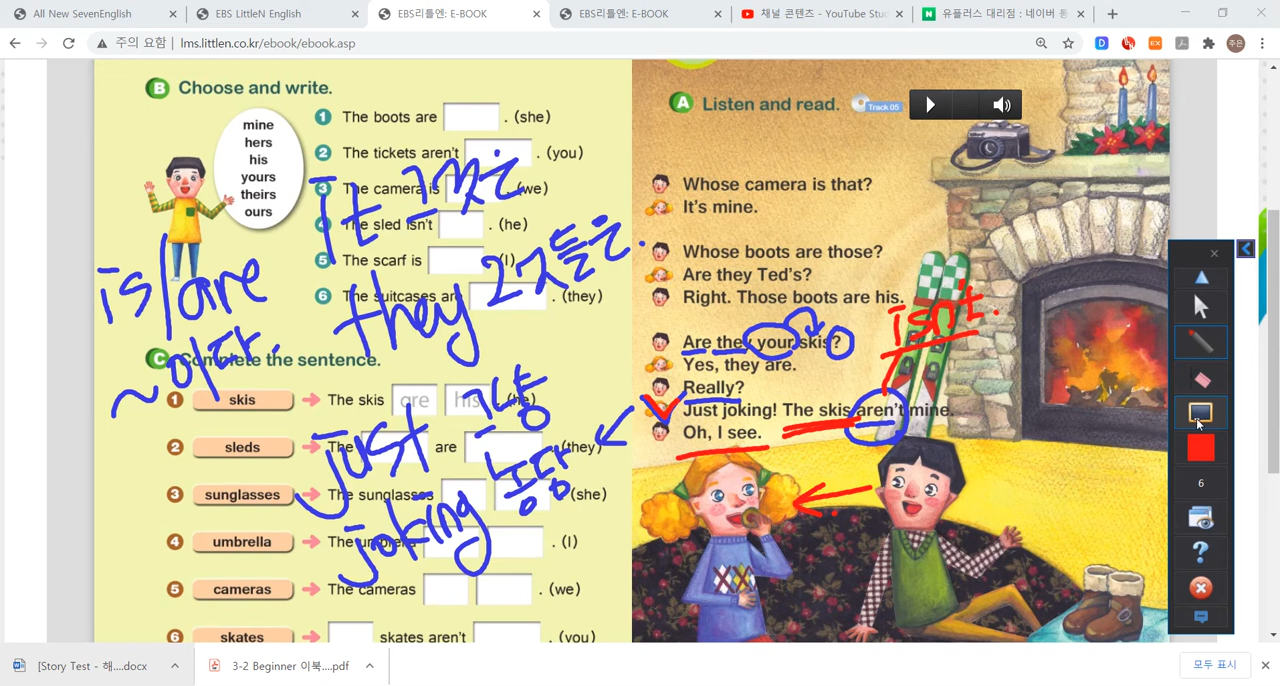 All New SevenEnglish
EBS LittleN English
EBS리틀엔: E-BOOK
EBS리틀엔: E-BOOK
채널 콘텐츠 - YouTube Stud
유플러스 대리점 : 네이버 통
주의 요함
lms.littlen.co.kr/ebook/ebook.asp
주은
B Choose and write.
mine
hers
his
yours
theirs
ours
1 The boots are . (she)
2 The tickets aren't . (you)
3 The camera is . (we)
4 The sled isn't . (he)
5 The scarf is . (I)
6 The suitcases are . (they)
It 그것은
they 그것들은.
is/are
~이다.
C Complete the sentence.
1 skis The skis are his . (he)
2 sleds The are . (they)
3 sunglasses The sunglasses . (she)
4 umbrella The umbrella . (I)
5 cameras The cameras . (we)
6 skates skates aren't . (you)
just 그냥
joking 농담
A Listen and read. Track 05
Whose camera is that?
It's mine.
Whose boots are those?
Are they Ted's?
Right. Those boots are his.
Are they your skis?
Yes, they are.
Really?
Just joking! The skis aren't mine.
Oh, I see.
isn't.
6
[Story Test - 해....docx
3-2 Beginner 이북....pdf
모두 표시